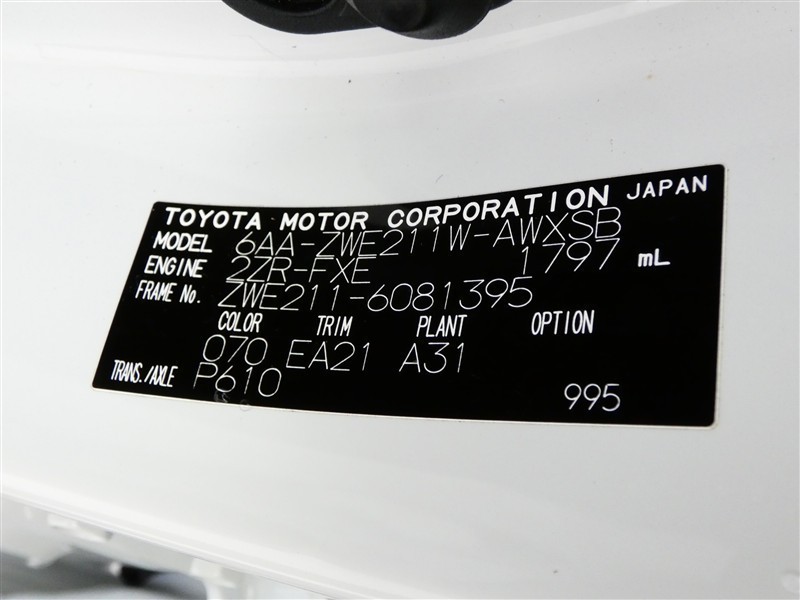 TOYOTA MOTOR CORPORATION JAPAN
MODEL 6AA-ZWE211W-AWXSB
ENGINE 2ZR-FXE 1797 mL
FRAME No. ZWE211-6081395
COLOR TRIM PLANT OPTION
070 EA21 A31
TRANS./AXLE P610 995